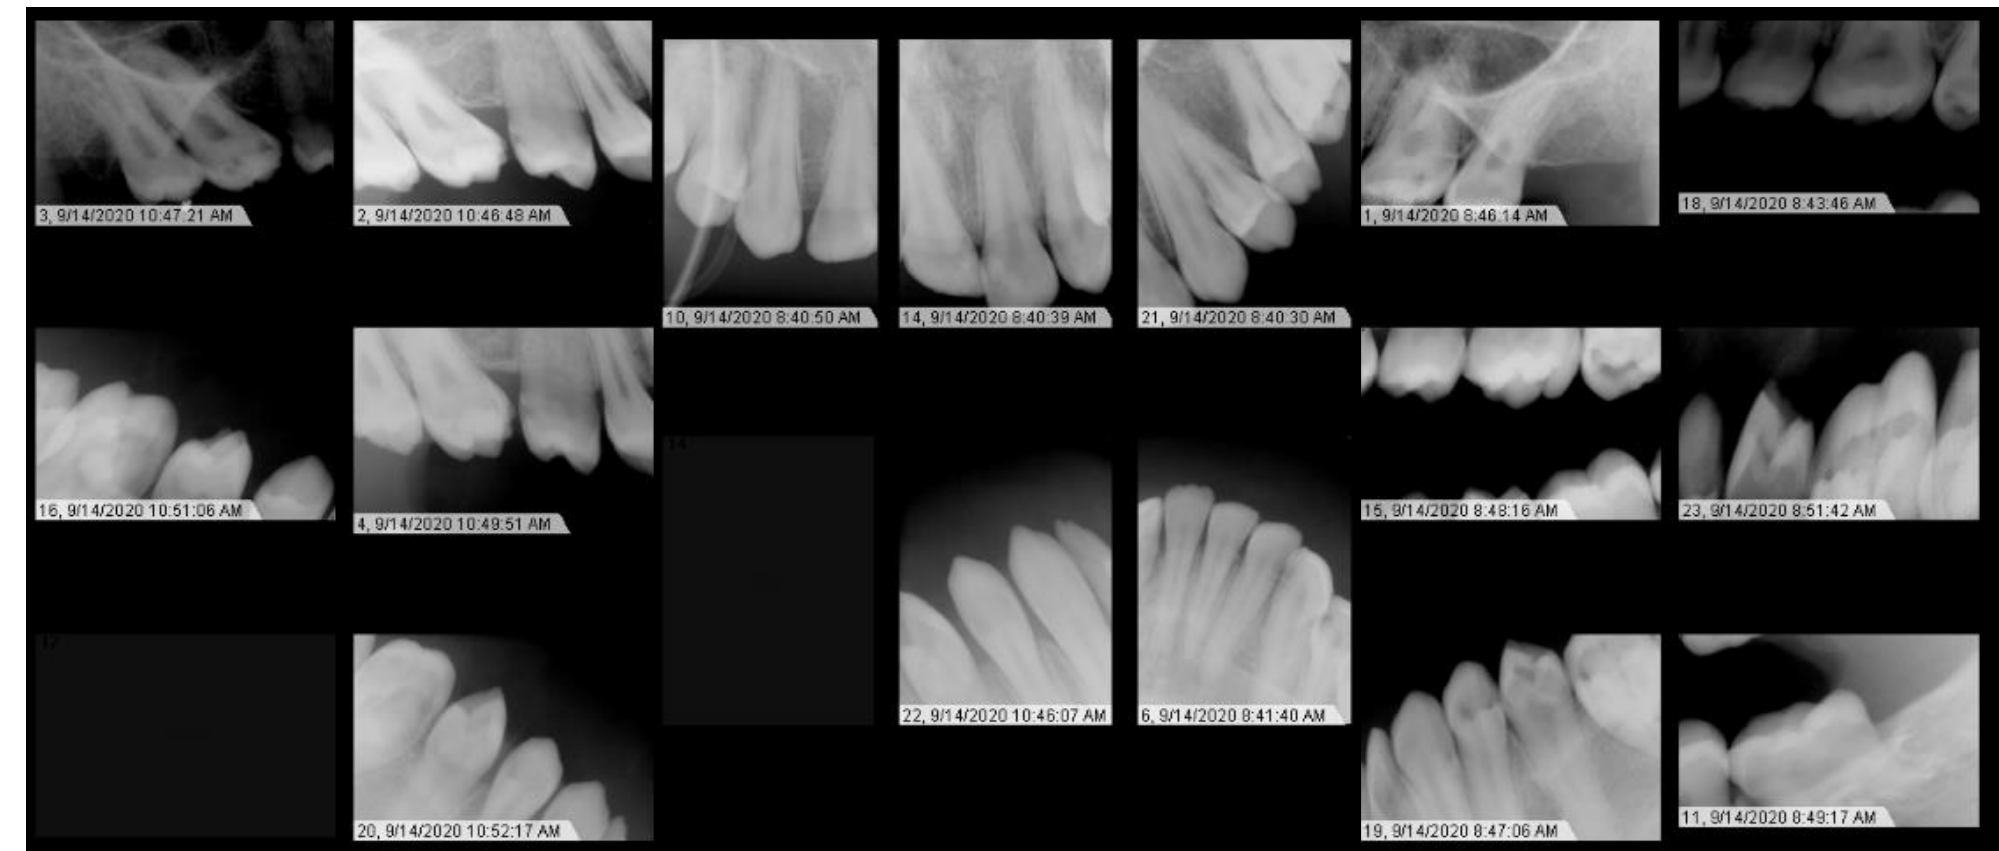 3, 9/14/2020 10:47:21 AM
2, 9/14/2020 10:46:48 AM
10, 9/14/2020 8:40:50 AM
14, 9/14/2020 8:40:39 AM
21, 9/14/2020 8:40:30 AM
1, 9/14/2020 8:46:14 AM
18, 9/14/2020 8:43:46 AM
16, 9/14/2020 10:51:06 AM
4, 9/14/2020 10:49:51 AM
14
22, 9/14/2020 10:46:07 AM
6, 9/14/2020 8:41:40 AM
15, 9/14/2020 8:48:16 AM
23, 9/14/2020 8:51:42 AM
20, 9/14/2020 10:52:17 AM
19, 9/14/2020 8:47:06 AM
11, 9/14/2020 8:49:17 AM